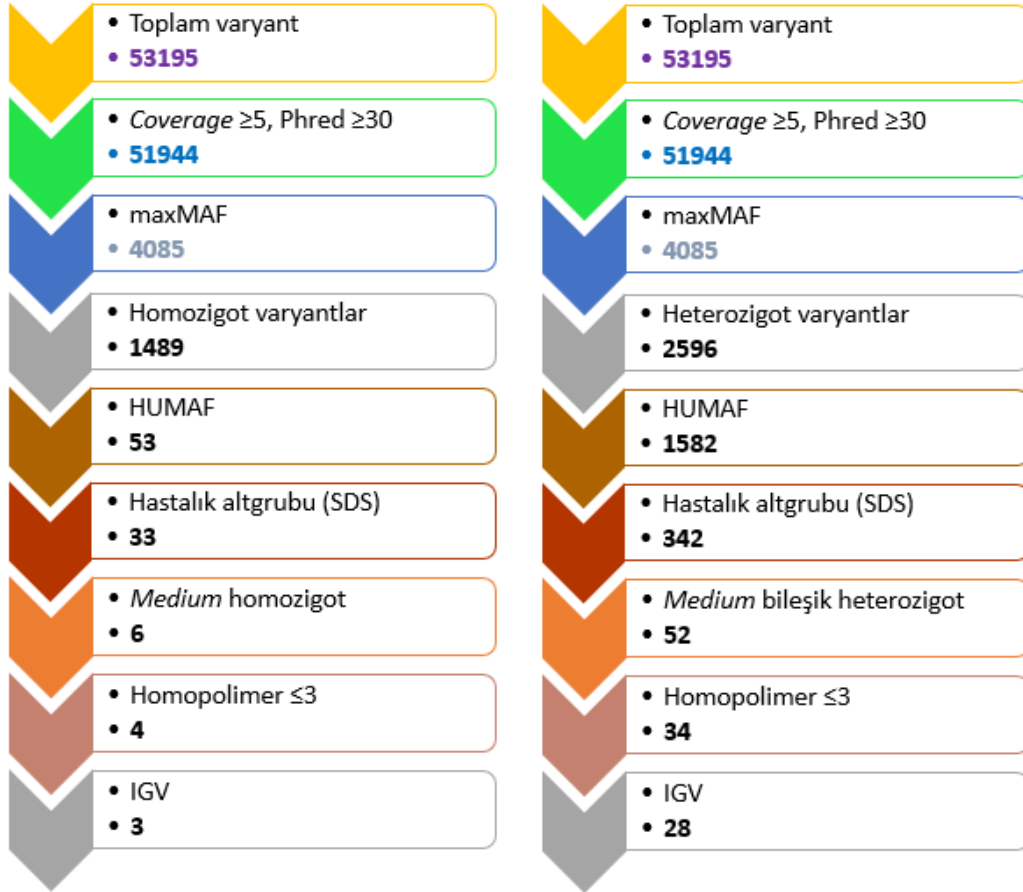 • Toplam varyant
• 53195
• Coverage ≥5, Phred ≥30
• 51944
• maxMAF
• 4085
• Homozigot varyantlar
• 1489
• HUMAF
• 53
• Hastalık altgrubu (SDS)
• 33
• Medium homozigot
• 6
• Homopolimer ≤3
• 4
• IGV
• 3
• Toplam varyant
• 53195
• Coverage ≥5, Phred ≥30
• 51944
• maxMAF
• 4085
• Heterozigot varyantlar
• 2596
• HUMAF
• 1582
• Hastalık altgrubu (SDS)
• 342
• Medium bileşik heterozigot
• 52
• Homopolimer ≤3
• 34
• IGV
• 28